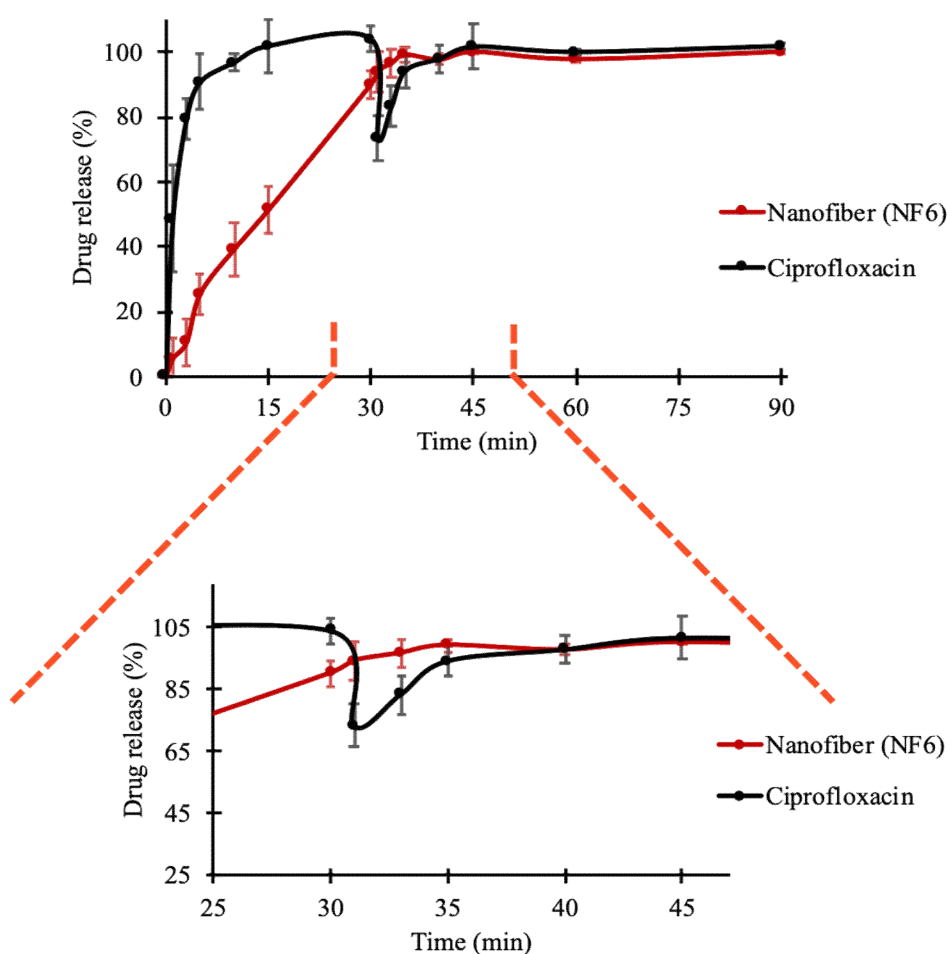 Drug release (%)
100
80
60
40
20
0
0 15 30 45 60 75 90
Time (min)
Nanofiber (NF6)
Ciprofloxacin
Drug release (%)
105
85
65
45
25
25 30 35 40 45
Time (min)
Nanofiber (NF6)
Ciprofloxacin